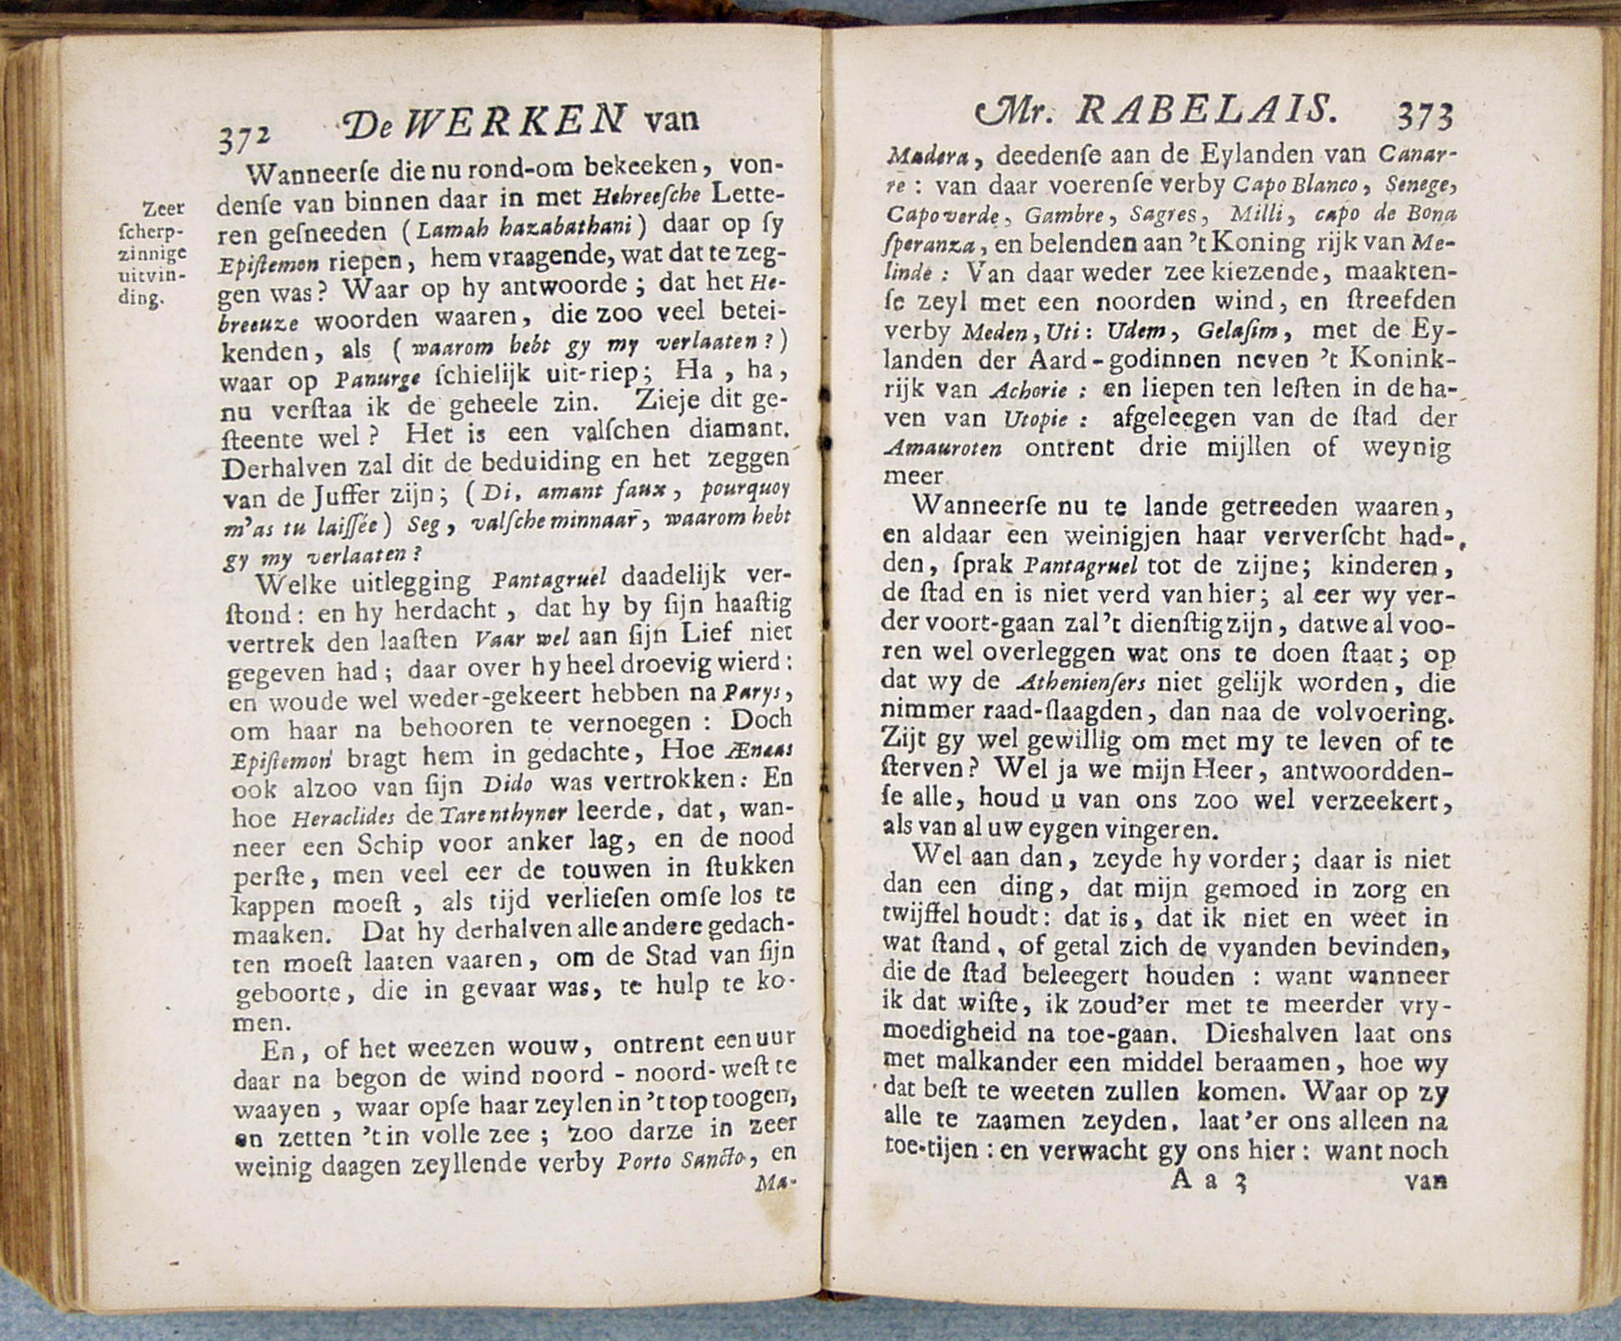 372 De WERKEN van
Wanneerſe die nu rond-om bekeeken, von-
denſe van binnen daar in met Hebreeſche Lette-
ren geſneeden (Lamah hazabathani) daar op ſy
Epiſtemon riepen, hem vraagende, wat dat te zeg-
gen was? Waar op hy antwoorde; dat het He-
breeuze woorden waaren, die zoo veel betei-
kenden, als (waarom hebt gy my verlaaten?)
waar op Panurge ſchielijk uit-riep; Ha, ha,
nu verſtaa ik de geheele zin. Zieje dit ge-
ſteente wel? Het is een valſchen diamant.
Derhalven zal dit de beduiding en het zeggen
van de Juffer zijn; (Di, amant faux, pourquoy
m'as tu laiſſée) Seg, valſche minnaar, waarom hebt
gy my verlaaten?
Welke uitlegging Pantagruel daadelijk ver-
ſtond: en hy herdacht, dat hy by ſijn haaſtig
vertrek den laaſten Vaar wel aan ſijn Lief niet
gegeven had; daar over hy heel droevig wierd:
en woude wel weder-gekeert hebben na Parys,
om haar na behooren te vernoegen: Doch
Epiſtemon bragt hem in gedachte, Hoe Æneas
ook alzoo van ſijn Dido was vertrokken: En
hoe Heraclides de Tarenthyner leerde, dat, wan-
neer een Schip voor anker lag, en de nood
perſte, men veel eer de touwen in ſtukken
kappen moeſt, als tijd verlieſen omſe los te
maaken. Dat hy derhalven alle andere gedach-
ten moeſt laaten vaaren, om de Stad van ſijn
geboorte, die in gevaar was, te hulp te ko-
men.
En, of het weezen wouw, ontrent een uur
daar na begon de wind noord-noord-weſt te
waayen, waar opſe haar zeylen in 't top toogen,
en zetten 't in volle zee; zoo darze in zeer
weinig daagen zeyllende verby Porto Sancto, en
Ma-
Zeer
ſcherp-
zinnige
uitvin-
ding.
Mr. RABELAIS. 373
Madera, deedenſe aan de Eylanden van Canar-
re: van daar voerenſe verby Capo Blanco, Senege,
Capo verde, Gambre, Sagres, Milli, capo de Bona
ſperanza, en belenden aan 't Koning rijk van Me-
linde: Van daar weder zee kiezende, maakten-
ſe zeyl met een noorden wind, en ſtreefden
verby Meden, Uti: Udem, Gelaſim, met de Ey-
landen der Aard-godinnen neven 't Konink-
rijk van Achorie: en liepen ten leſten in de ha-
ven van Utopie: afgeleegen van de ſtad der
Amauroten ontrent drie mijllen of weynig
meer
Wanneerſe nu te lande getreeden waaren,
en aldaar een weinigjen haar ververſcht had-
den, ſprak Pantagruel tot de zijne; kinderen,
de ſtad en is niet verd van hier; al eer wy ver-
der voort-gaan zal 't dienſtig zijn, datwe al voo-
ren wel overleggen wat ons te doen ſtaat; op
dat wy de Athenienſers niet gelijk worden, die
nimmer raad-ſlaagden, dan naa de volvoering.
Zijt gy wel gewillig om met my te leven of te
ſterven? Wel ja we mijn Heer, antwoordden-
ſe alle, houd u van ons zoo wel verzeekert,
als van al uw eygen vingeren.
Wel aan dan, zeyde hy vorder; daar is niet
dan een ding, dat mijn gemoed in zorg en
twijffel houdt: dat is, dat ik niet en weet in
wat ſtand, of getal zich de vyanden bevinden,
die de ſtad beleegert houden: want wanneer
ik dat wiſte, ik zoud'er met te meerder vry-
moedigheid na toe-gaan. Dieshalven laat ons
met malkander een middel beraamen, hoe wy
dat beſt te weeten zullen komen. Waar op zy
alle te zaamen zeyden, laat 'er ons alleen na
toe-tijen: en verwacht gy ons hier: want noch
A a 3 van